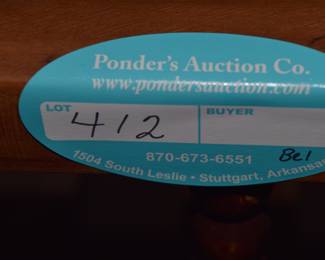 Ponder's Auction Co.
www.pondersauction.com
LOT 412 BUYER
870-673-6551 Bel
1504 South Leslie • Stuttgart, Arkansas